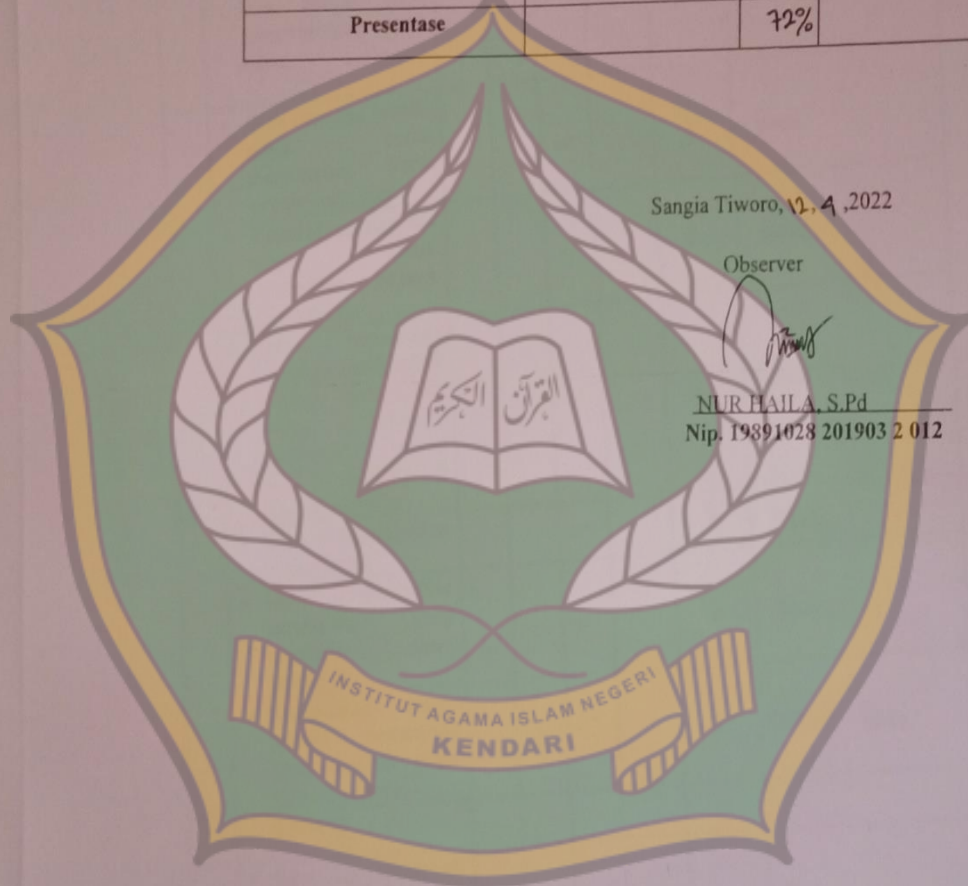 Presentase 72%
Sangia Tiworo, 12, 4 ,2022
Observer
القرآن الكريم
NUR HAILA, S.Pd
Nip. 19891028 201903 2 012
INSTITUT AGAMA ISLAM NEGERI
KENDARI